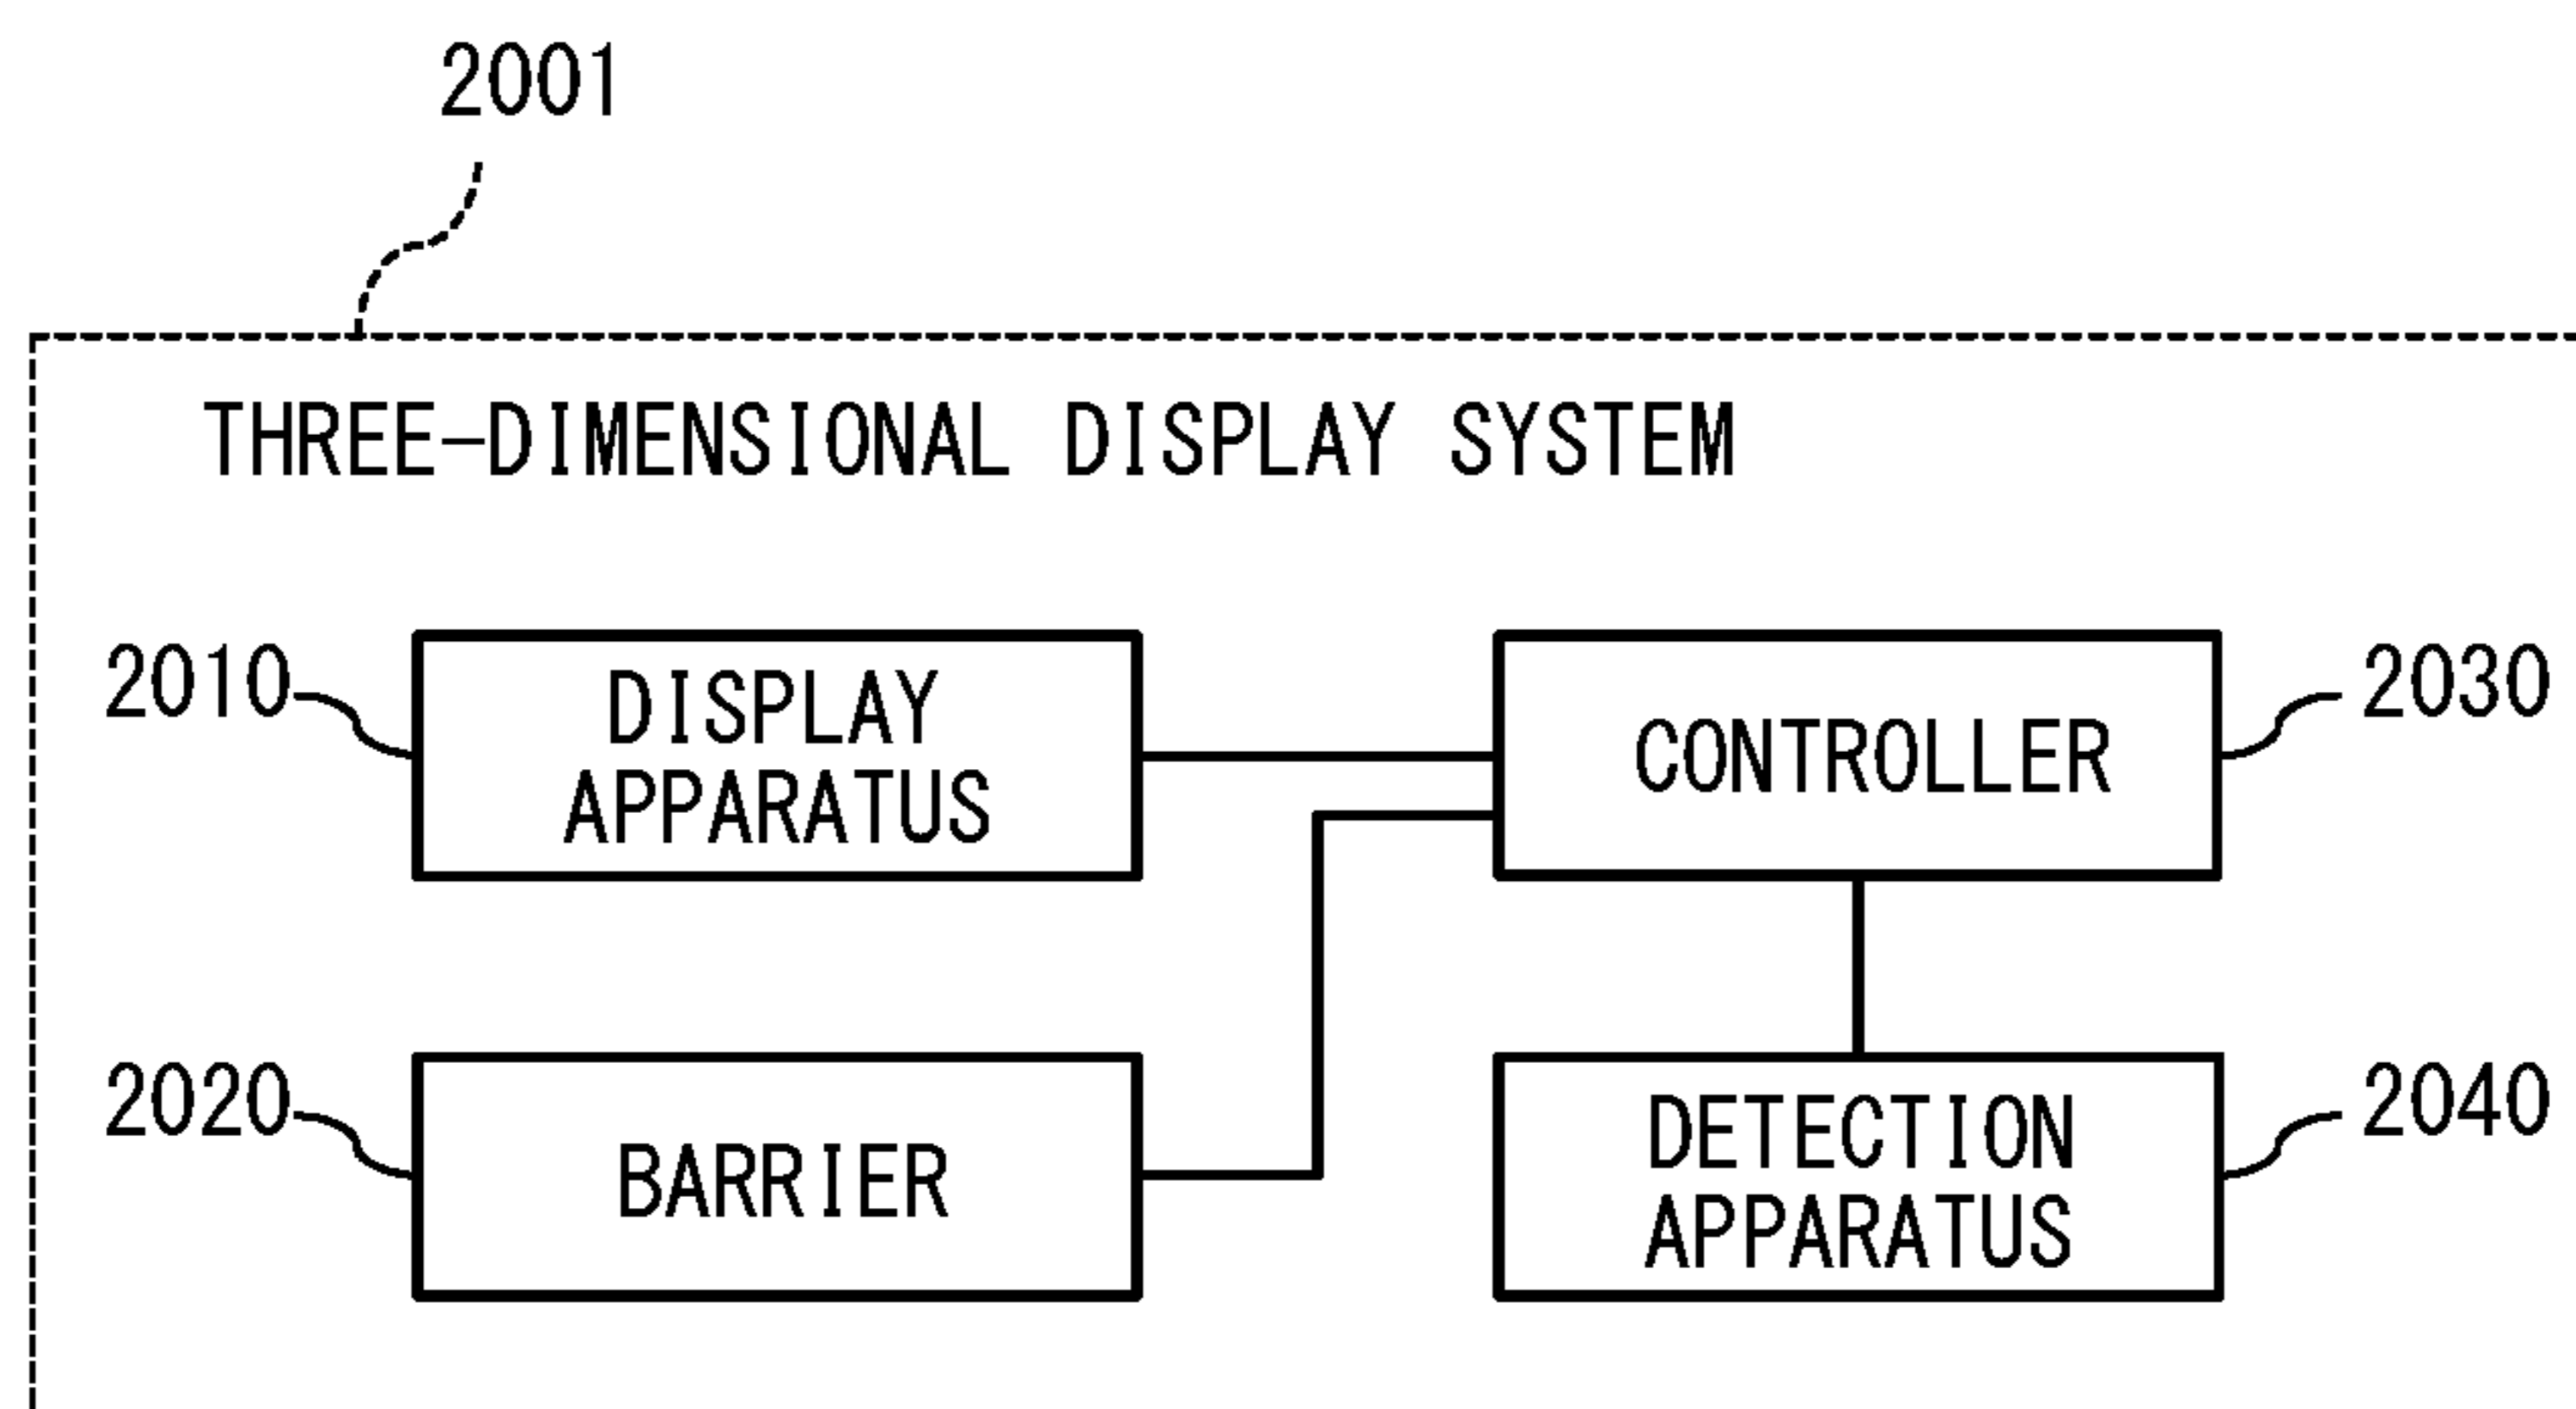 2001
THREE-DIMENSIONAL DISPLAY SYSTEM
2010
DISPLAY
APPARATUS
CONTROLLER
2030
2020
BARRIER
DETECTION
APPARATUS
2040